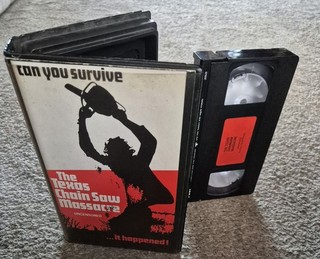 can you survive
The
Texas
Chain Saw
Massacre
...it happened!